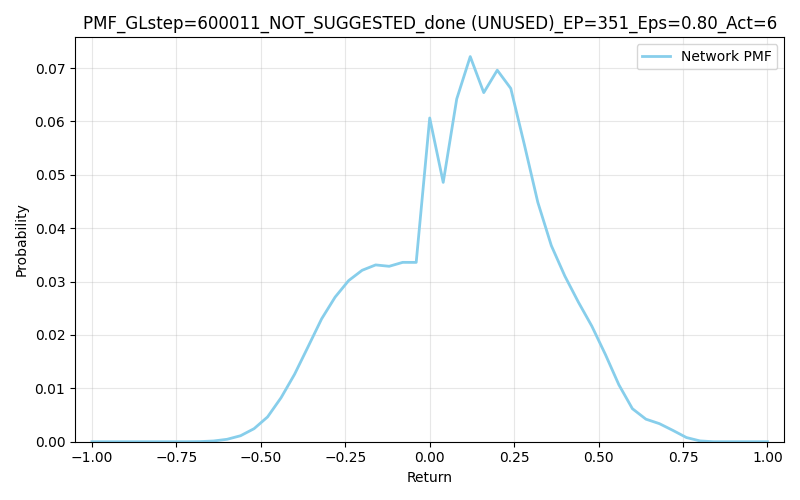 PMF_GLstep=600011_NOT_SUGGESTED_done (UNUSED)_EP=351_Eps=0.80_Act=6
Network PMF
0.07
0.06
0.05
0.04
0.03
0.02
0.01
0.00
Probability
−1.00 −0.75 −0.50 −0.25 0.00 0.25 0.50 0.75 1.00
Return